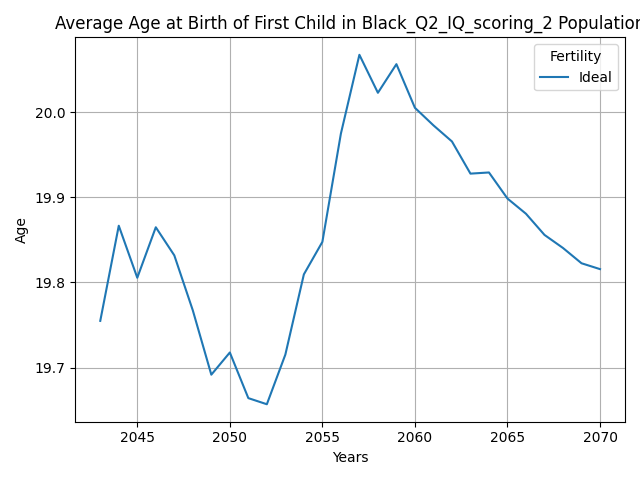 Average Age at Birth of First Child in Black_Q2_IQ_scoring_2 Population
Fertility
Ideal
20.0
19.9
19.8
19.7
Age
2045 2050 2055 2060 2065 2070
Years